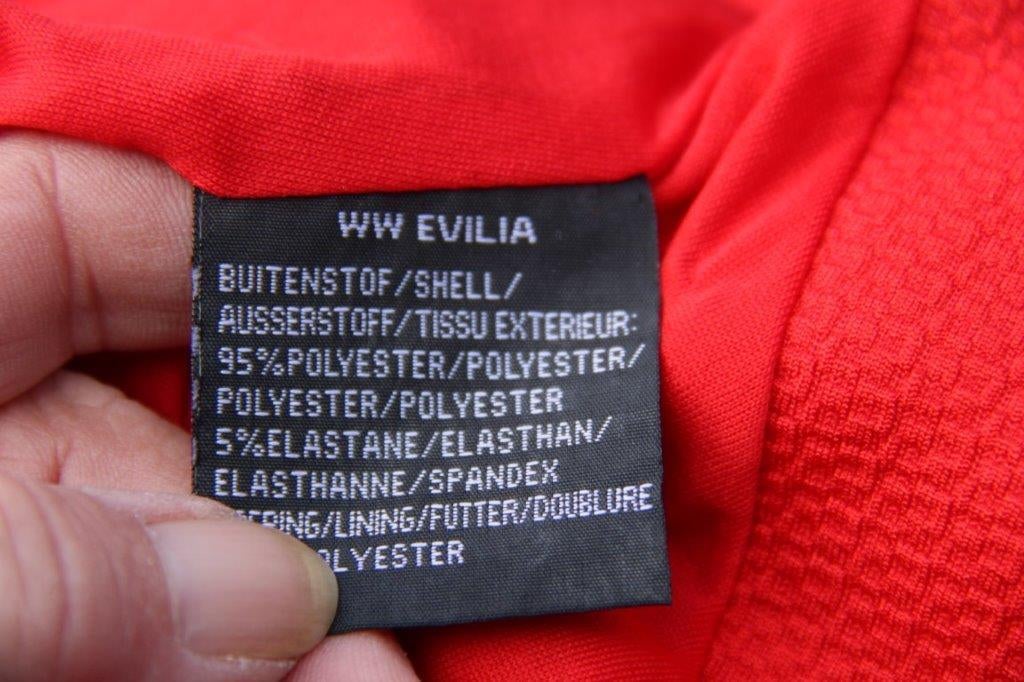 WW EVILIA
BUITENSTOF/SHELL/
AUSSERSTOFF/TISSU EXTERIEUR:
95%POLYESTER/POLYESTER/
POLYESTER/POLYESTER
5%ELASTANE/ELASTHAN/
ELASTHANNE/SPANDEX
/LINING/FUTTER/DOUBLURE
OLYESTER